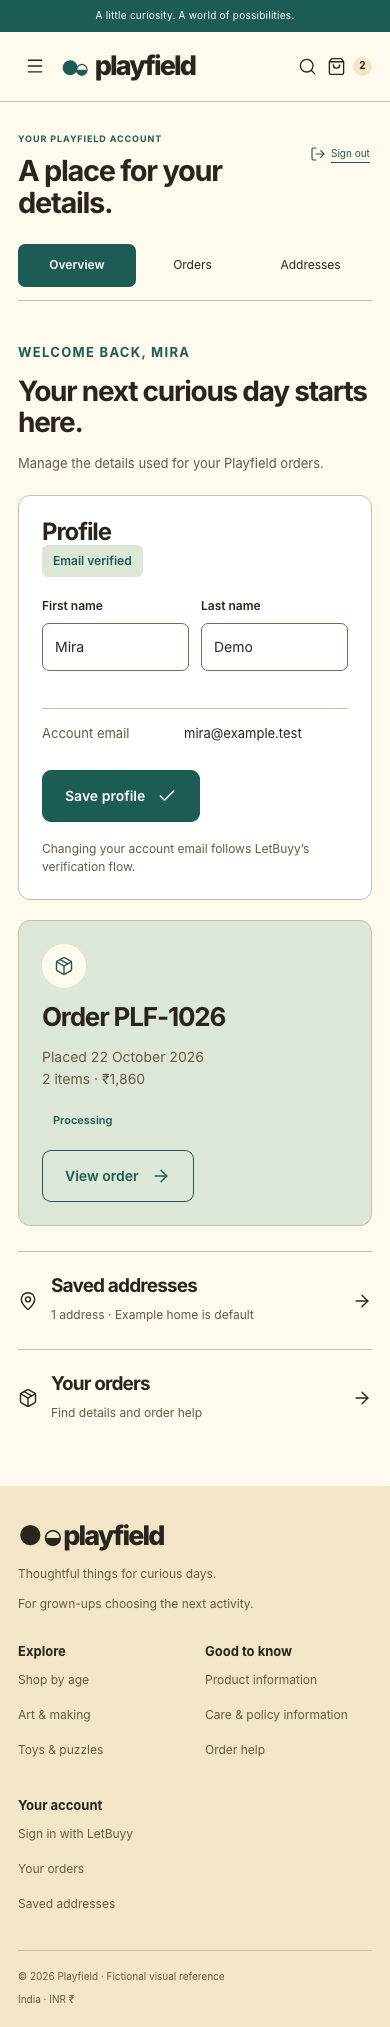 A little curiosity. A world of possibilities.
playfield
2
YOUR PLAYFIELD ACCOUNT
A place for your
details.
Sign out
Overview
Orders
Addresses
WELCOME BACK, MIRA
Your next curious day starts
here.
Manage the details used for your Playfield orders.
Profile
Email verified
First name
Last name
Mira
Demo
Account email
mira@example.test
Save profile
Changing your account email follows LetBuyy’s
verification flow.
Order PLF-1026
Placed 22 October 2026
2 items · ₹1,860
Processing
View order
Saved addresses
1 address · Example home is default
Your orders
Find details and order help
playfield
Thoughtful things for curious days.
For grown-ups choosing the next activity.
Explore
Shop by age
Art & making
Toys & puzzles
Good to know
Product information
Care & policy information
Order help
Your account
Sign in with LetBuyy
Your orders
Saved addresses
© 2026 Playfield · Fictional visual reference
India · INR ₹